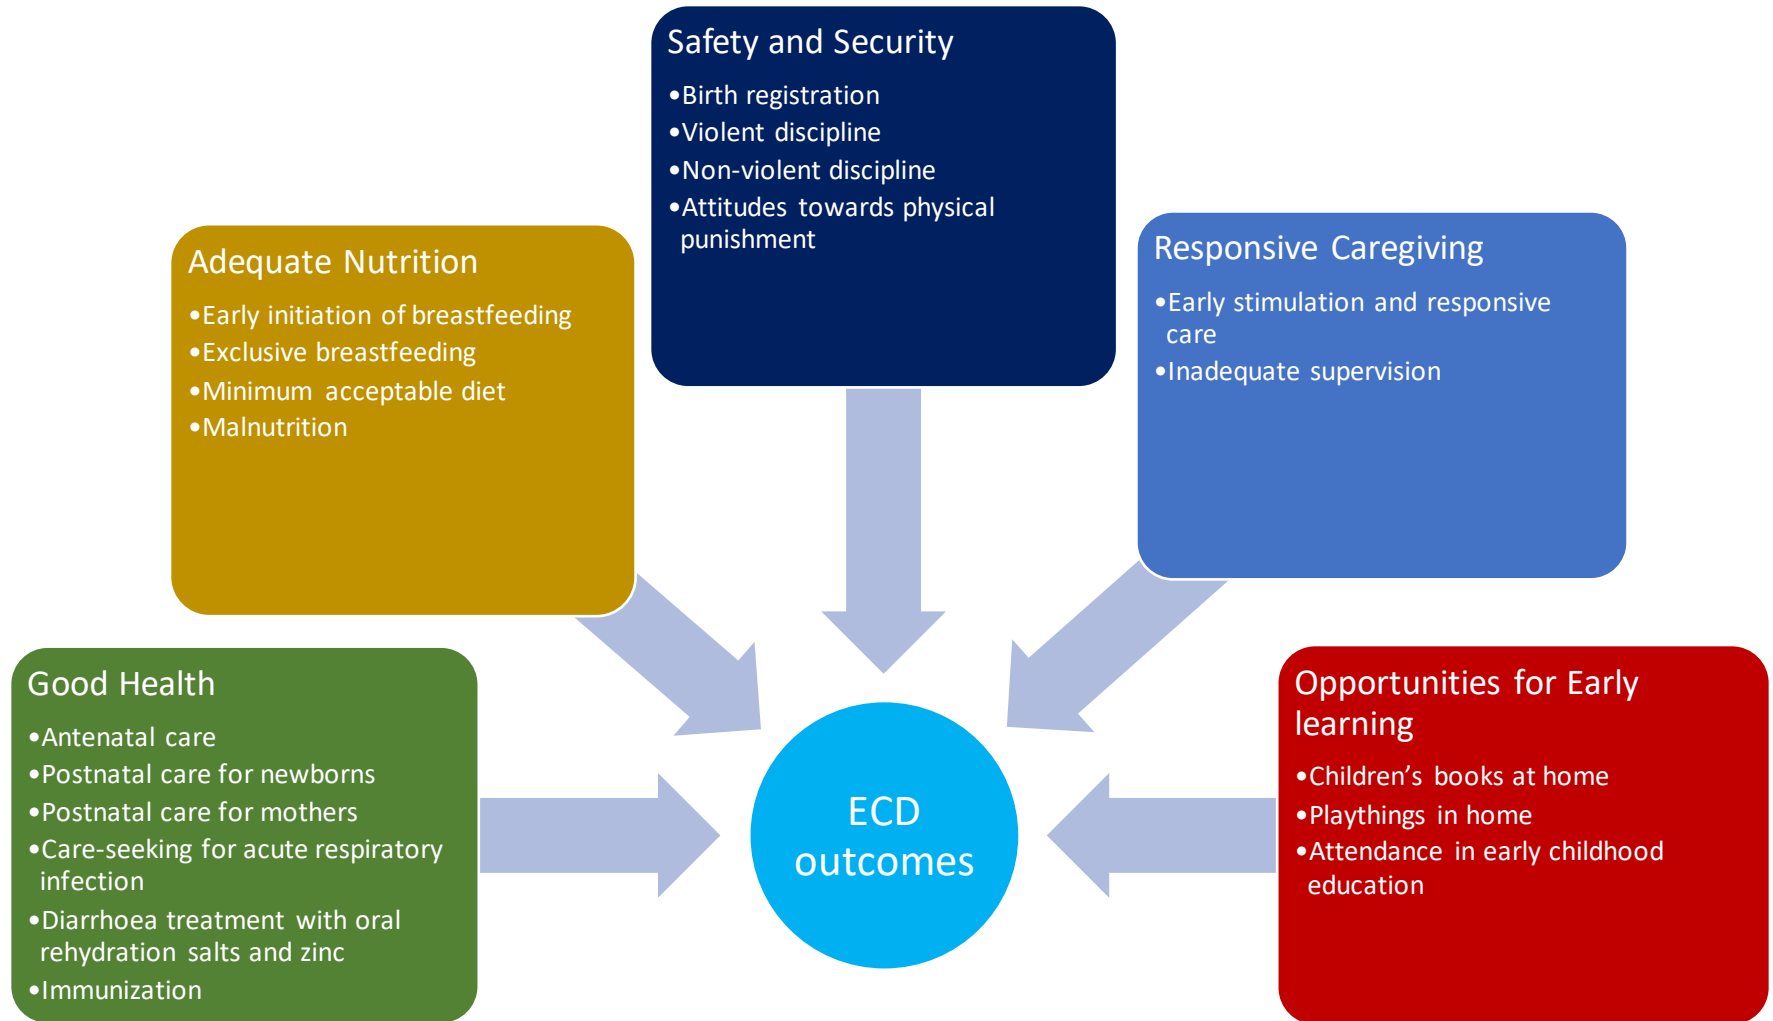 Safety and Security
•Birth registration
•Violent discipline
•Non-violent discipline
•Attitudes towards physical
punishment
Adequate Nutrition
•Early initiation of breastfeeding
•Exclusive breastfeeding
•Minimum acceptable diet
•Malnutrition
Responsive Caregiving
•Early stimulation and responsive
care
•Inadequate supervision
Good Health
•Antenatal care
•Postnatal care for newborns
•Postnatal care for mothers
•Care-seeking for acute respiratory
infection
•Diarrhoea treatment with oral
rehydration salts and zinc
•Immunization
ECD
outcomes
Opportunities for Early
learning
•Children’s books at home
•Playthings in home
•Attendance in early childhood
education